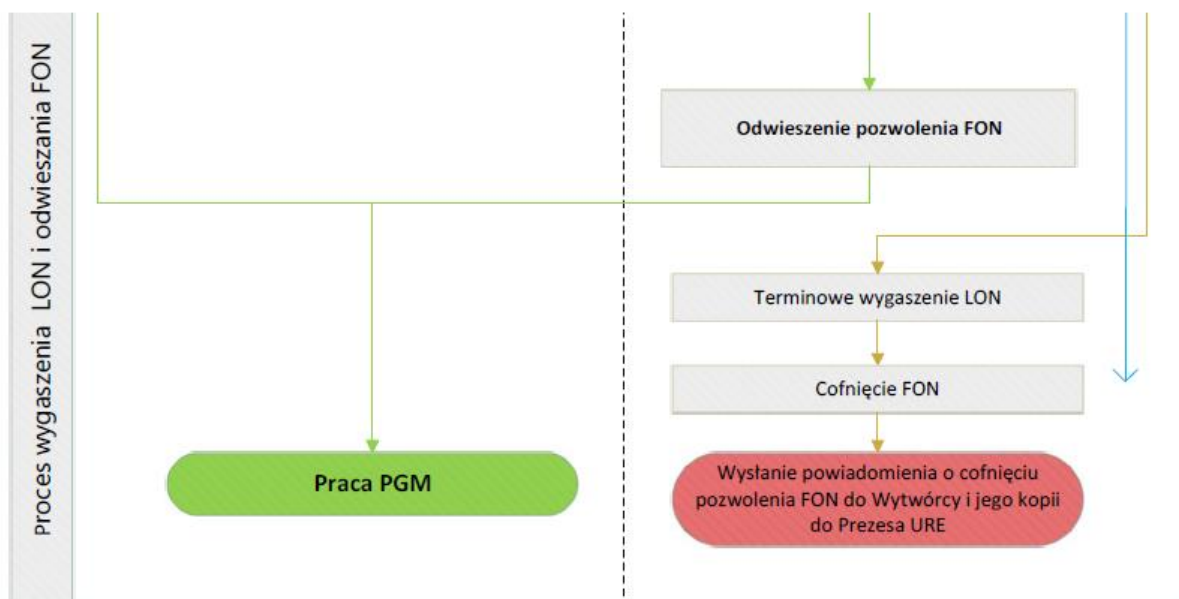 Proces wygaszenia LON i odwieszania FON
Odwieszenie pozwolenia FON
Terminowe wygaszenie LON
Cofnięcie FON
Praca PGM
Wysłanie powiadomienia o cofnięciu
pozwolenia FON do Wytwórcy i jego kopii
do Prezesa URE